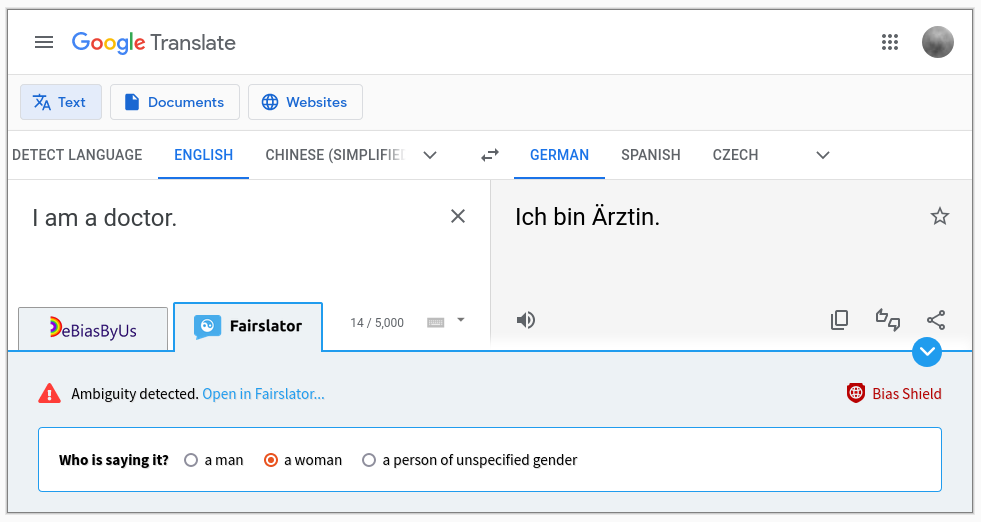 Google Translate
Text Documents Websites
DETECT LANGUAGE ENGLISH CHINESE (SIMPLIFIED GERMAN SPANISH CZECH
I am a doctor.
Ich bin Ärztin.
DeBiasByUs Fairslator 14 / 5,000
Ambiguity detected. Open in Fairslator... Bias Shield
Who is saying it? a man a woman a person of unspecified gender